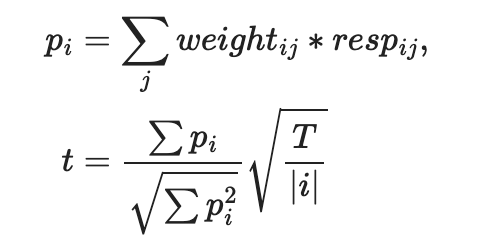 p_i = \sum_j weight_{ij} * resp_{ij},
t = \frac{\sum p_i}{\sqrt{\sum p_i^2}} \sqrt{\frac{T}{|i|}}